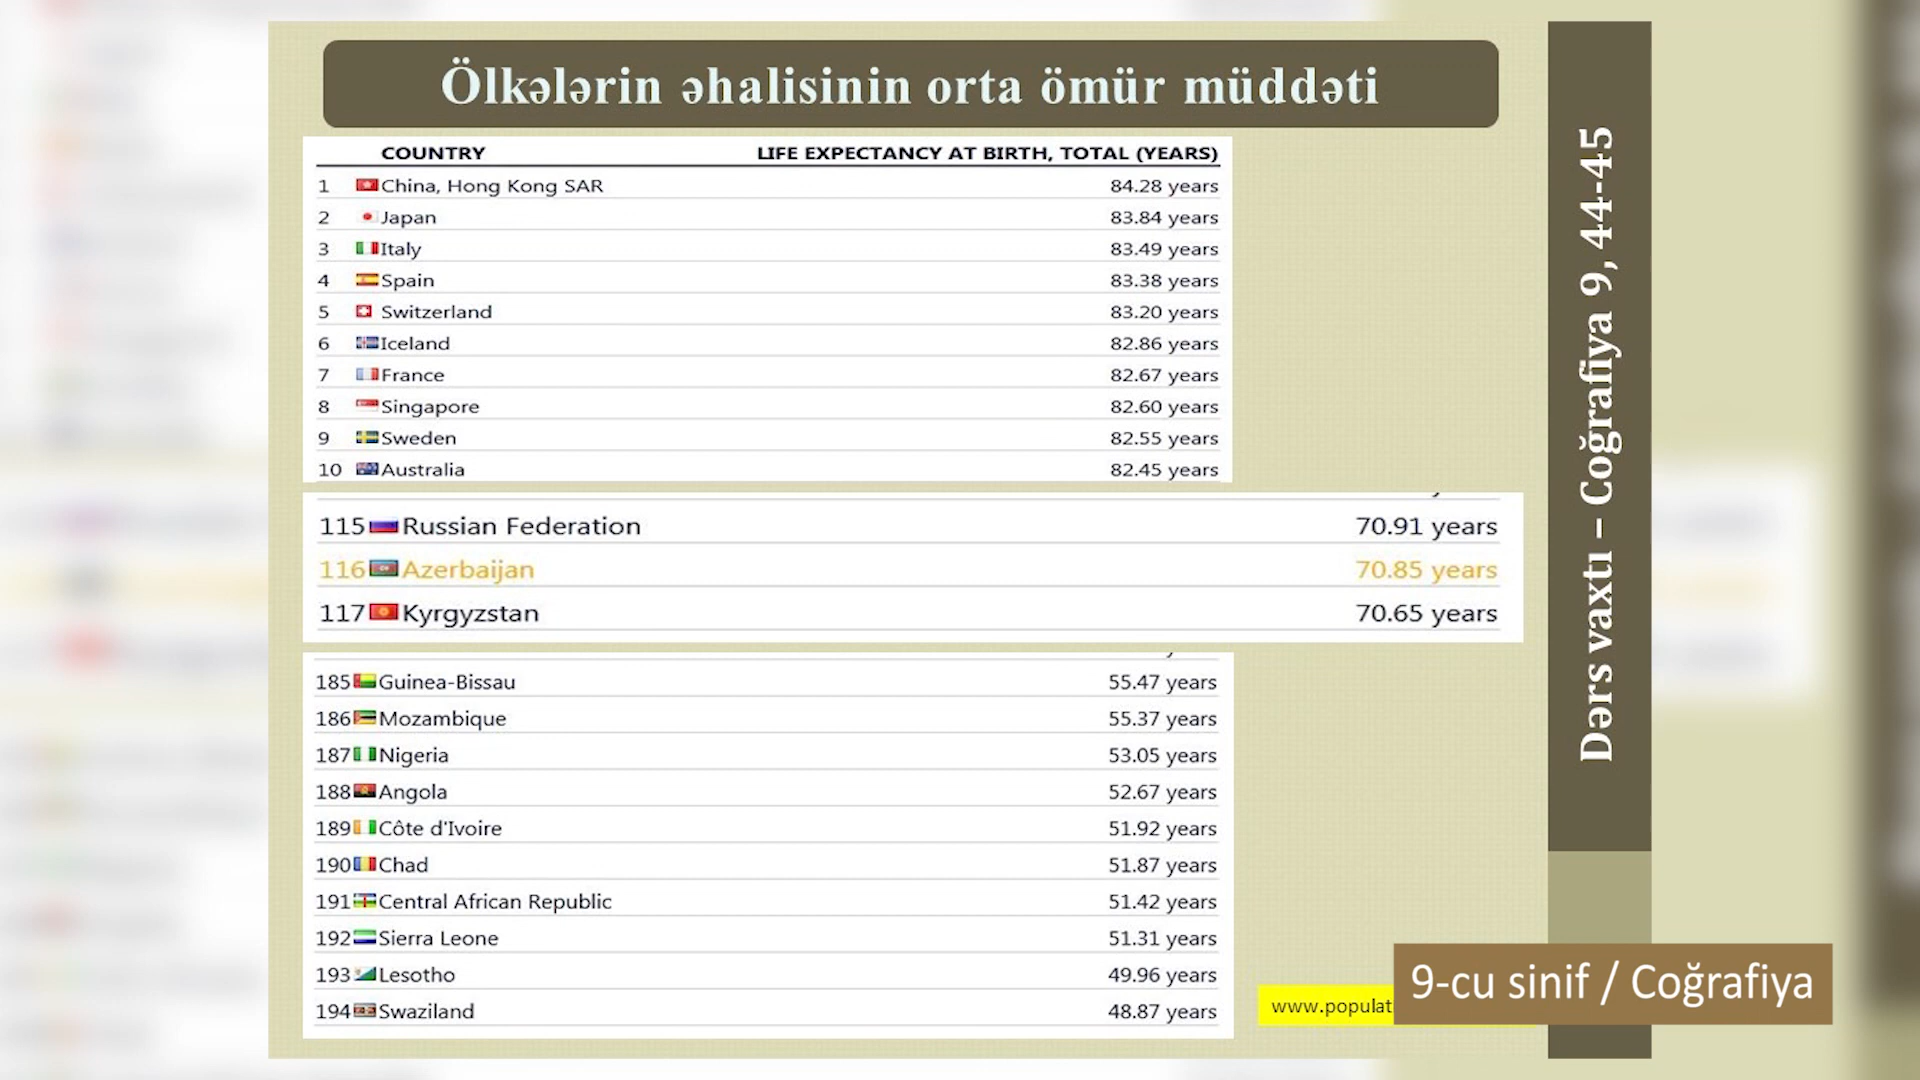 Ölkələrin əhalisinin orta ömür müddəti
COUNTRY LIFE EXPECTANCY AT BIRTH, TOTAL (YEARS)
1 China, Hong Kong SAR 84.28 years
2 Japan 83.84 years
3 Italy 83.49 years
4 Spain 83.38 years
5 Switzerland 83.20 years
6 Iceland 82.86 years
7 France 82.67 years
8 Singapore 82.60 years
9 Sweden 82.55 years
10 Australia 82.45 years
115 Russian Federation 70.91 years
116 Azerbaijan 70.85 years
117 Kyrgyzstan 70.65 years
185 Guinea-Bissau 55.47 years
186 Mozambique 55.37 years
187 Nigeria 53.05 years
188 Angola 52.67 years
189 Côte d'Ivoire 51.92 years
190 Chad 51.87 years
191 Central African Republic 51.42 years
192 Sierra Leone 51.31 years
193 Lesotho 49.96 years
194 Swaziland 48.87 years
www.populat
9-cu sinif / Coğrafiya
Dərs vaxtı – Coğrafiya 9, 44-45